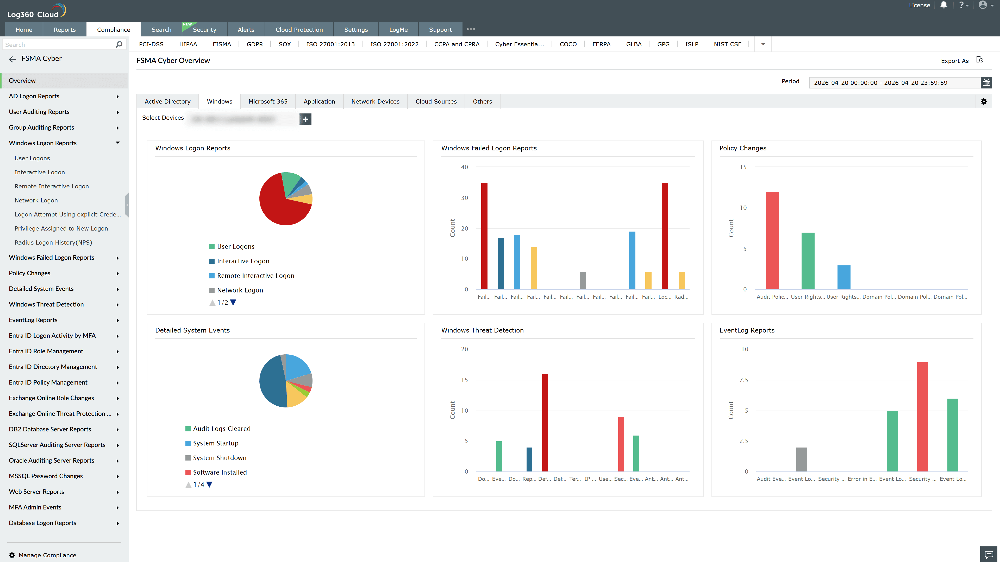 Log360 Cloud
License
?
Home
Reports
Compliance
Search
NEW
Security
Alerts
Cloud Protection
Settings
LogMe
Support
Search
PCI-DSS
HIPAA
FISMA
GDPR
SOX
ISO 27001:2013
ISO 27001:2022
CCPA and CPRA
Cyber Essentia...
COCO
FERPA
GLBA
GPG
ISLP
NIST CSF
FSMA Cyber
Overview
AD Logon Reports
User Auditing Reports
Group Auditing Reports
Windows Logon Reports
User Logons
Interactive Logon
Remote Interactive Logon
Network Logon
Logon Attempt Using explicit Crede...
Privilege Assigned to New Logon
Radius Logon History(NPS)
Windows Failed Logon Reports
Policy Changes
Detailed System Events
Windows Threat Detection
EventLog Reports
Entra ID Logon Activity by MFA
Entra ID Role Management
Entra ID Directory Management
Entra ID Policy Management
Exchange Online Role Changes
Exchange Online Threat Protection ...
DB2 Database Server Reports
SQLServer Auditing Server Reports
Oracle Auditing Server Reports
MSSQL Password Changes
Web Server Reports
MFA Admin Events
Database Logon Reports
Manage Compliance
FSMA Cyber Overview
Export As
Period
2026-04-20 00:00:00 - 2026-04-20 23:59:59
Active Directory
Windows
Microsoft 365
Application
Network Devices
Cloud Sources
Others
Select Devices
Windows Logon Reports
User Logons
Interactive Logon
Remote Interactive Logon
Network Logon
1/2
Windows Failed Logon Reports
Count
40
30
20
10
0
Fail... Fail... Fail... Fail... Fail... Fail... Fail... Fail... Fail... Fail... Fail... Loc... Rad...
Policy Changes
Count
15
10
5
0
Audit Polic... User Rights... User Rights... Domain Pol... Domain Pol... Domain Pol...
Detailed System Events
Audit Logs Cleared
System Startup
System Shutdown
Software Installed
1/4
Windows Threat Detection
Count
20
15
10
5
0
Do... Eve... Do... Rep... Def... Def... Ter... IP ... Use... Sec... Eve... Ant... Ant... Ant...
EventLog Reports
Count
10
7.5
5
2.5
0
Audit Eve... Event Lo... Security ... Error in E... Event Lo... Security ... Event Lo...